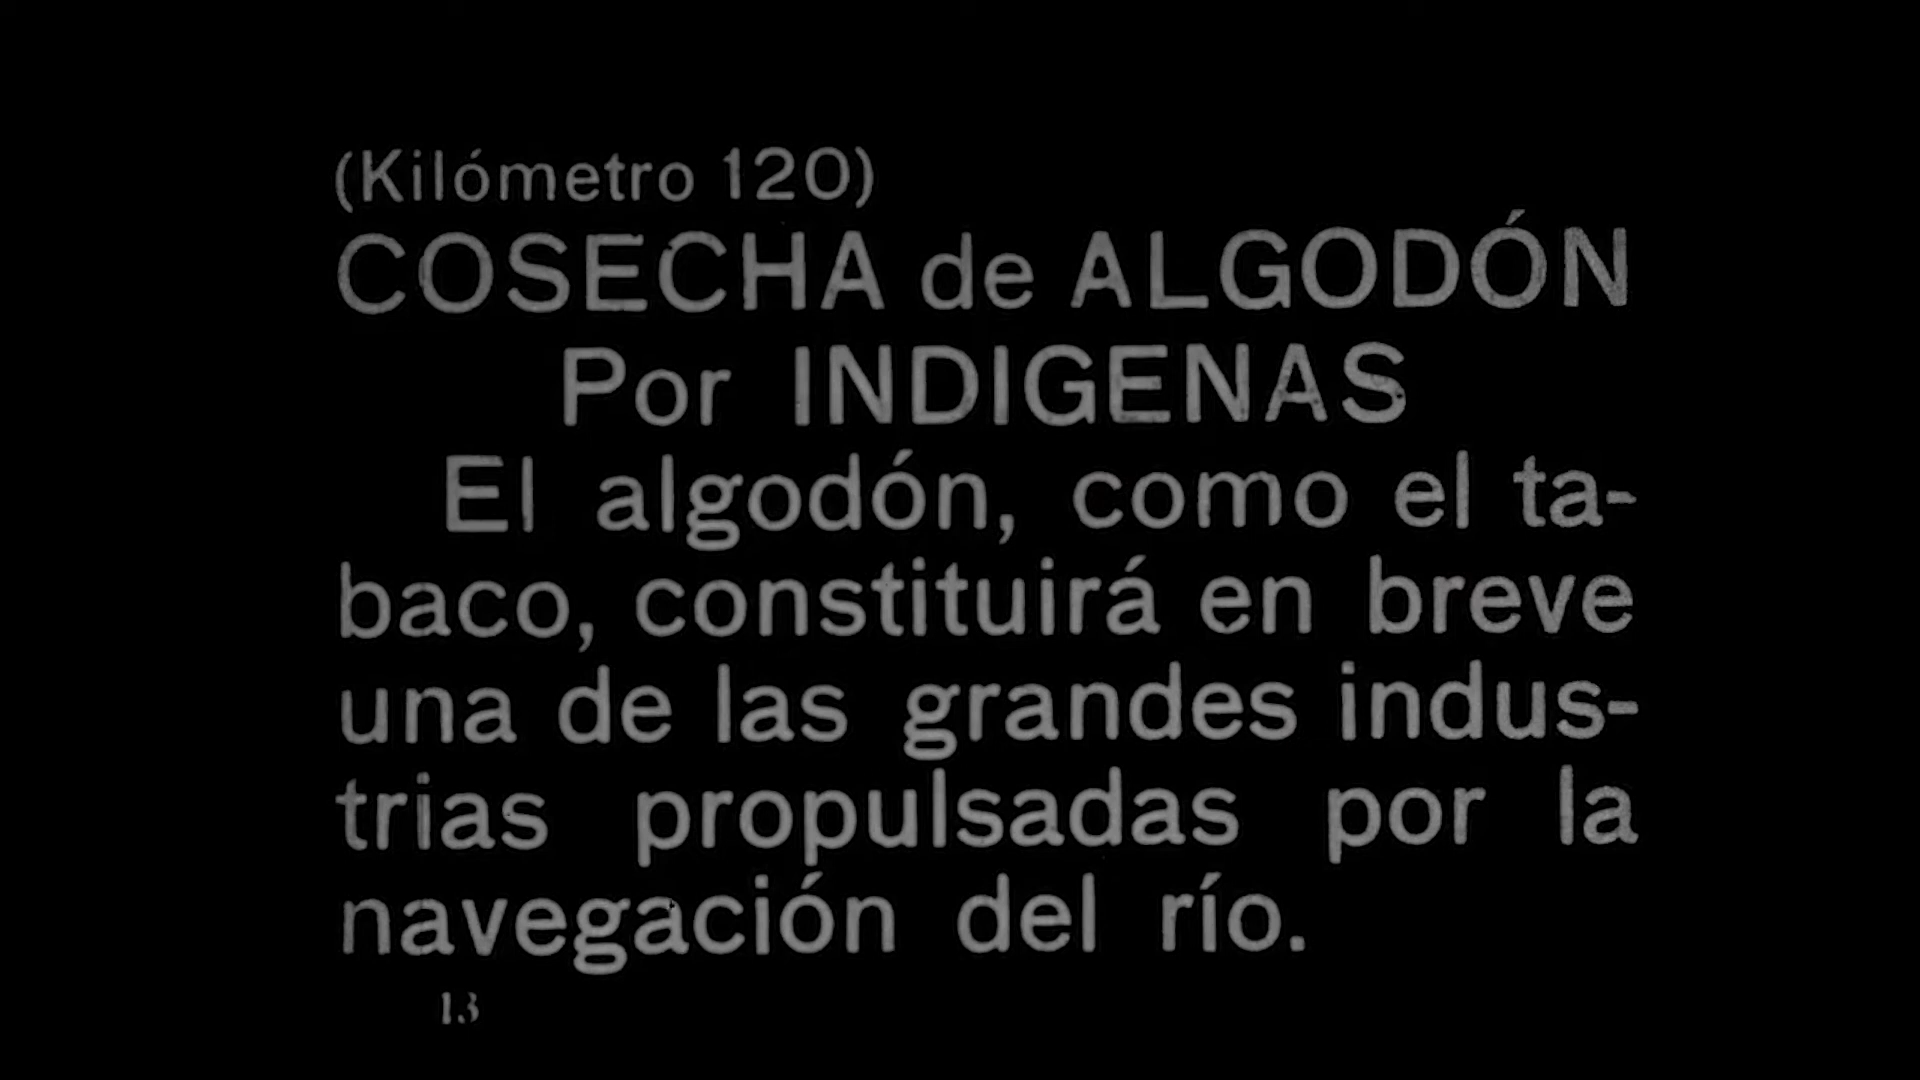 (Kilómetro 120)
COSECHA de ALGODÓN
Por INDIGENAS
El algodón, como el ta-
baco, constituirá en breve
una de las grandes indus-
trias propulsadas por la
navegación del río.
13